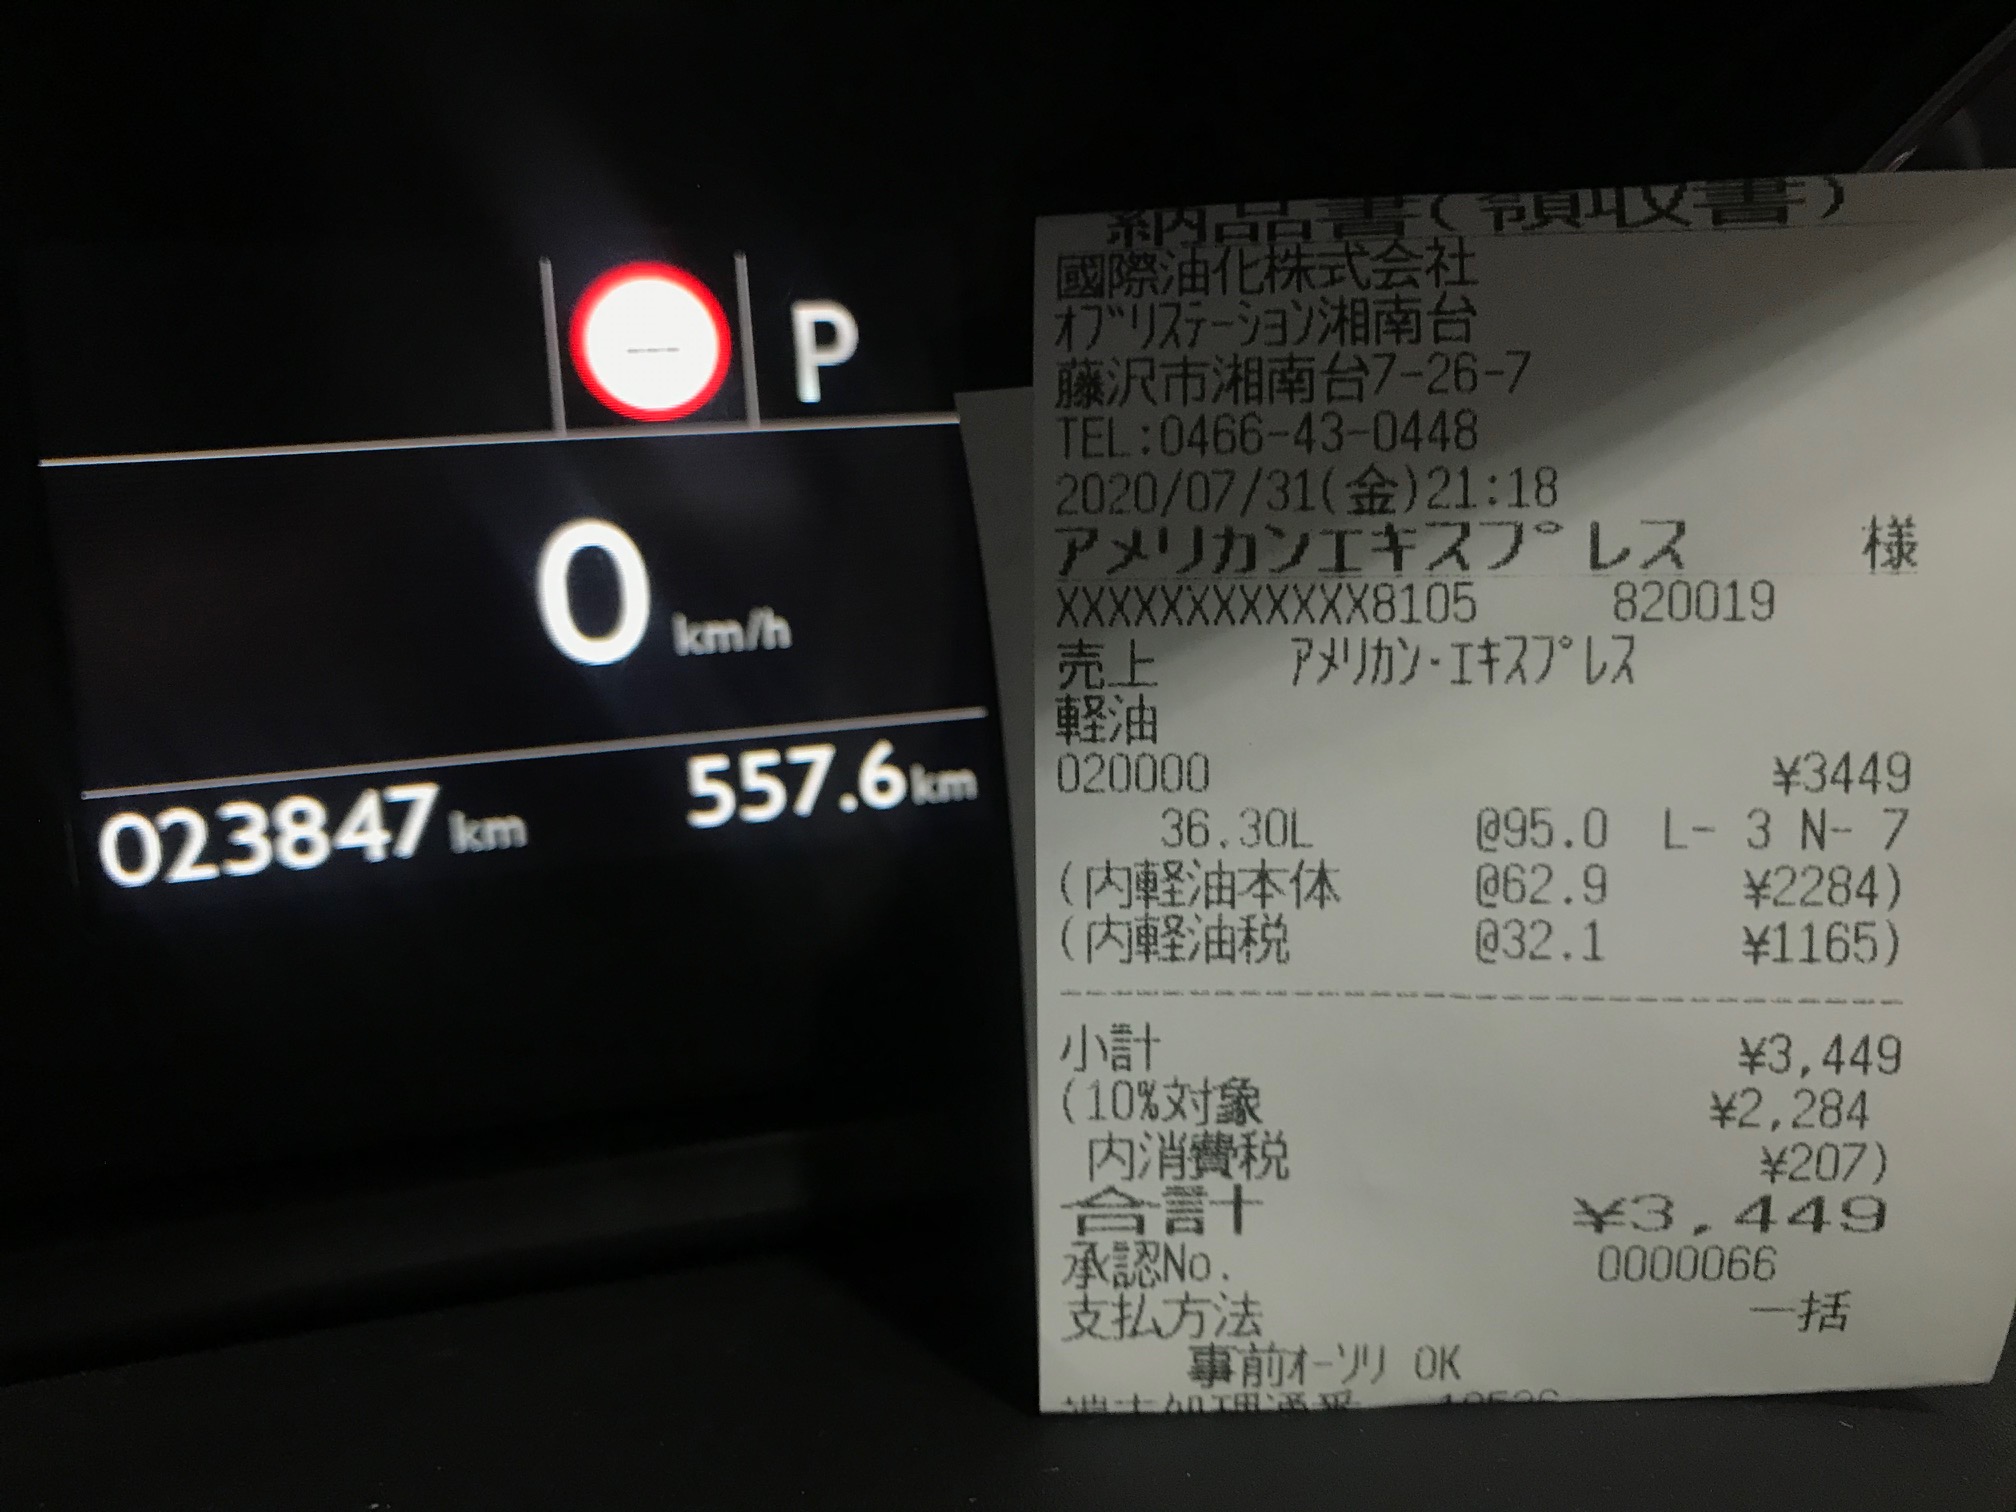 P
0 km/h
023847 km 557.6 km
納品書(領収書)
國際油化株式会社
ｵﾌﾞﾘｽﾃｰｼｮﾝ湘南台
藤沢市湘南台7-26-7
TEL:0466-43-0448
2020/07/31(金)21:18
アメリカンエキスプレス 様
XXXXXXXXXXXX8105 820019
売上 ｱﾒﾘｶﾝ･ｴｷｽﾌﾟﾚｽ
軽油
020000 ¥3449
36.30L @95.0 L- 3 N- 7
(内軽油本体 @62.9 ¥2284)
(内軽油税 @32.1 ¥1165)
小計 ¥3,449
(10%対象 ¥2,284
内消費税 ¥207)
合計 ¥3,449
承認No. 0000066
支払方法 一括
事前ｵｰｿﾘ OK
端末処理通番